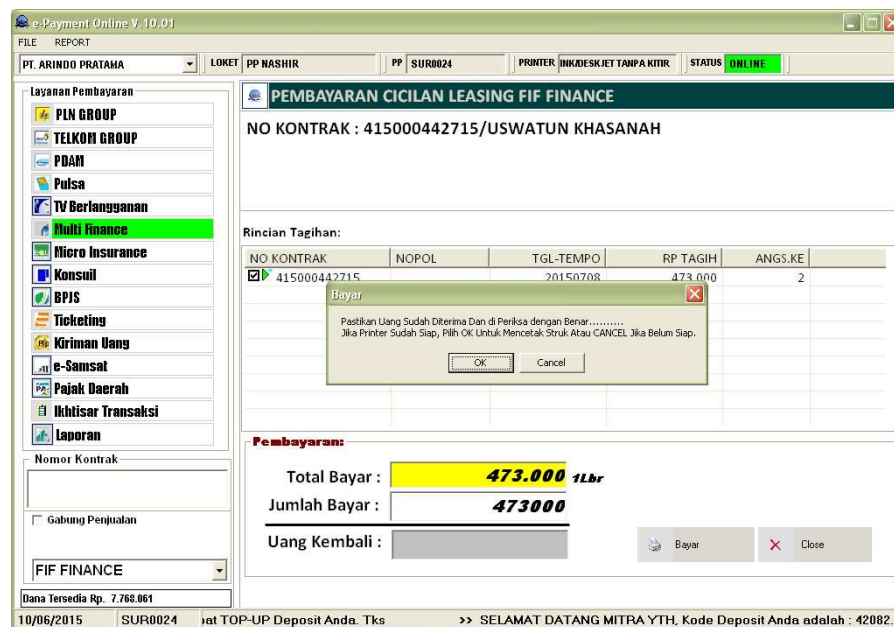 e-Payment Online V.10.01
FILE REPORT
PT. ARINDO PRATAMA LOKET PP NASHIR PP SUR0024 PRINTER INK/DESKJET TANPA KITIR STATUS ONLINE
Layanan Pembayaran
PLN GROUP
TELKOM GROUP
PDAM
Pulsa
TV Berlangganan
Multi Finance
Micro Insurance
Konsuil
BPJS
Ticketing
Kiriman Uang
e-Samsat
Pajak Daerah
Ikhtisar Transaksi
Laporan
Nomor Kontrak
Gabung Penjualan
FIF FINANCE
Dana Tersedia Rp. 7.768.061
PEMBAYARAN CICILAN LEASING FIF FINANCE
NO KONTRAK : 415000442715/USWATUN KHASANAH
Rincian Tagihan:
NO KONTRAK NOPOL TGL-TEMPO RP TAGIH ANGS.KE
415000442715 20150708 473.000 2
Bayar
Pastikan Uang Sudah Diterima Dan di Periksa dengan Benar..........
Jika Printer Sudah Siap, Pilih OK Untuk Mencetak Struk Atau CANCEL Jika Belum Siap.
OK Cancel
Pembayaran:
Total Bayar : 473.000 1Lbr
Jumlah Bayar : 473000
Uang Kembali :
Bayar Close
10/06/2015 SUR0024 at TOP-UP Deposit Anda. Tks >> SELAMAT DATANG MITRA YTH, Kode Deposit Anda adalah : 42082.